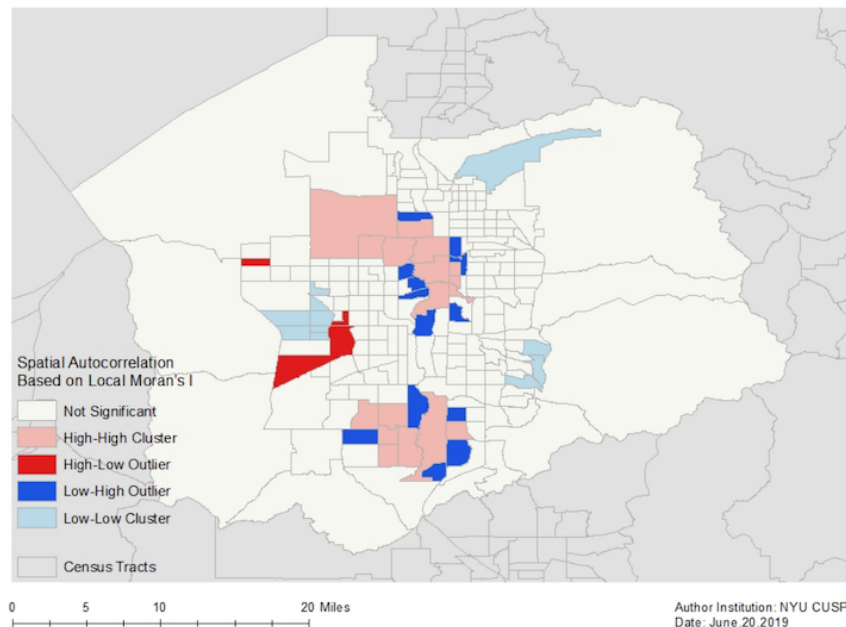 Spatial Autocorrelation
Based on Local Moran's I
Not Significant
High-High Cluster
High-Low Outlier
Low-High Outlier
Low-Low Cluster
Census Tracts
0 5 10 20 Miles
Author Institution: NYU CUSP
Date: June.20.2019